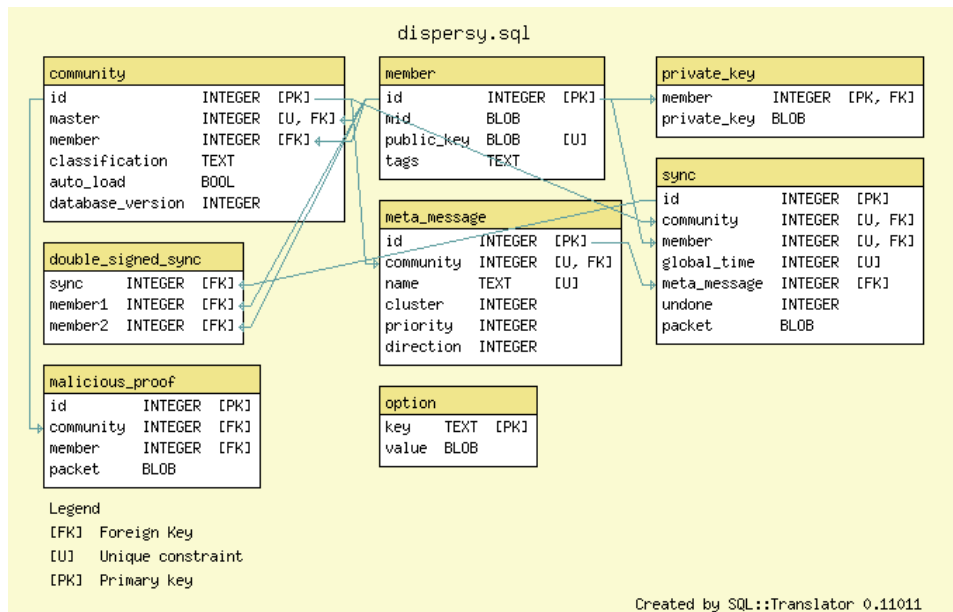 dispersy.sql
community
id INTEGER [PK]
master INTEGER [U, FK]
member INTEGER [FK]
classification TEXT
auto_load BOOL
database_version INTEGER
double_signed_sync
sync INTEGER [FK]
member1 INTEGER [FK]
member2 INTEGER [FK]
malicious_proof
id INTEGER [PK]
community INTEGER [FK]
member INTEGER [FK]
packet BLOB
member
id INTEGER [PK]
mid BLOB
public_key BLOB [U]
tags TEXT
meta_message
id INTEGER [PK]
community INTEGER [U, FK]
name TEXT [U]
cluster INTEGER
priority INTEGER
direction INTEGER
option
key TEXT [PK]
value BLOB
private_key
member INTEGER [PK, FK]
private_key BLOB
sync
id INTEGER [PK]
community INTEGER [U, FK]
member INTEGER [U, FK]
global_time INTEGER [U]
meta_message INTEGER [FK]
undone INTEGER
packet BLOB
Legend
[FK] Foreign Key
[U] Unique constraint
[PK] Primary key
Created by SQL::Translator 0.11011